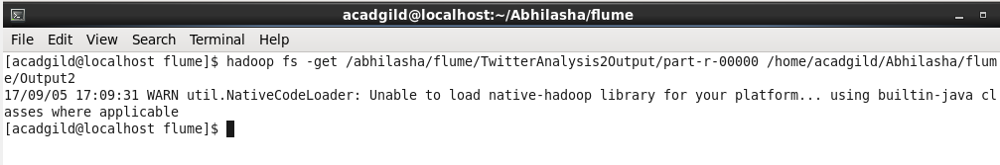 acadgild@localhost:~/Abhilasha/flume
File Edit View Search Terminal Help
[acadgild@localhost flume]$ hadoop fs -get /abhilasha/flume/TwitterAnalysis2Output/part-r-00000 /home/acadgild/Abhilasha/flum
e/Output2
17/09/05 17:09:31 WARN util.NativeCodeLoader: Unable to load native-hadoop library for your platform... using builtin-java cl
asses where applicable
[acadgild@localhost flume]$